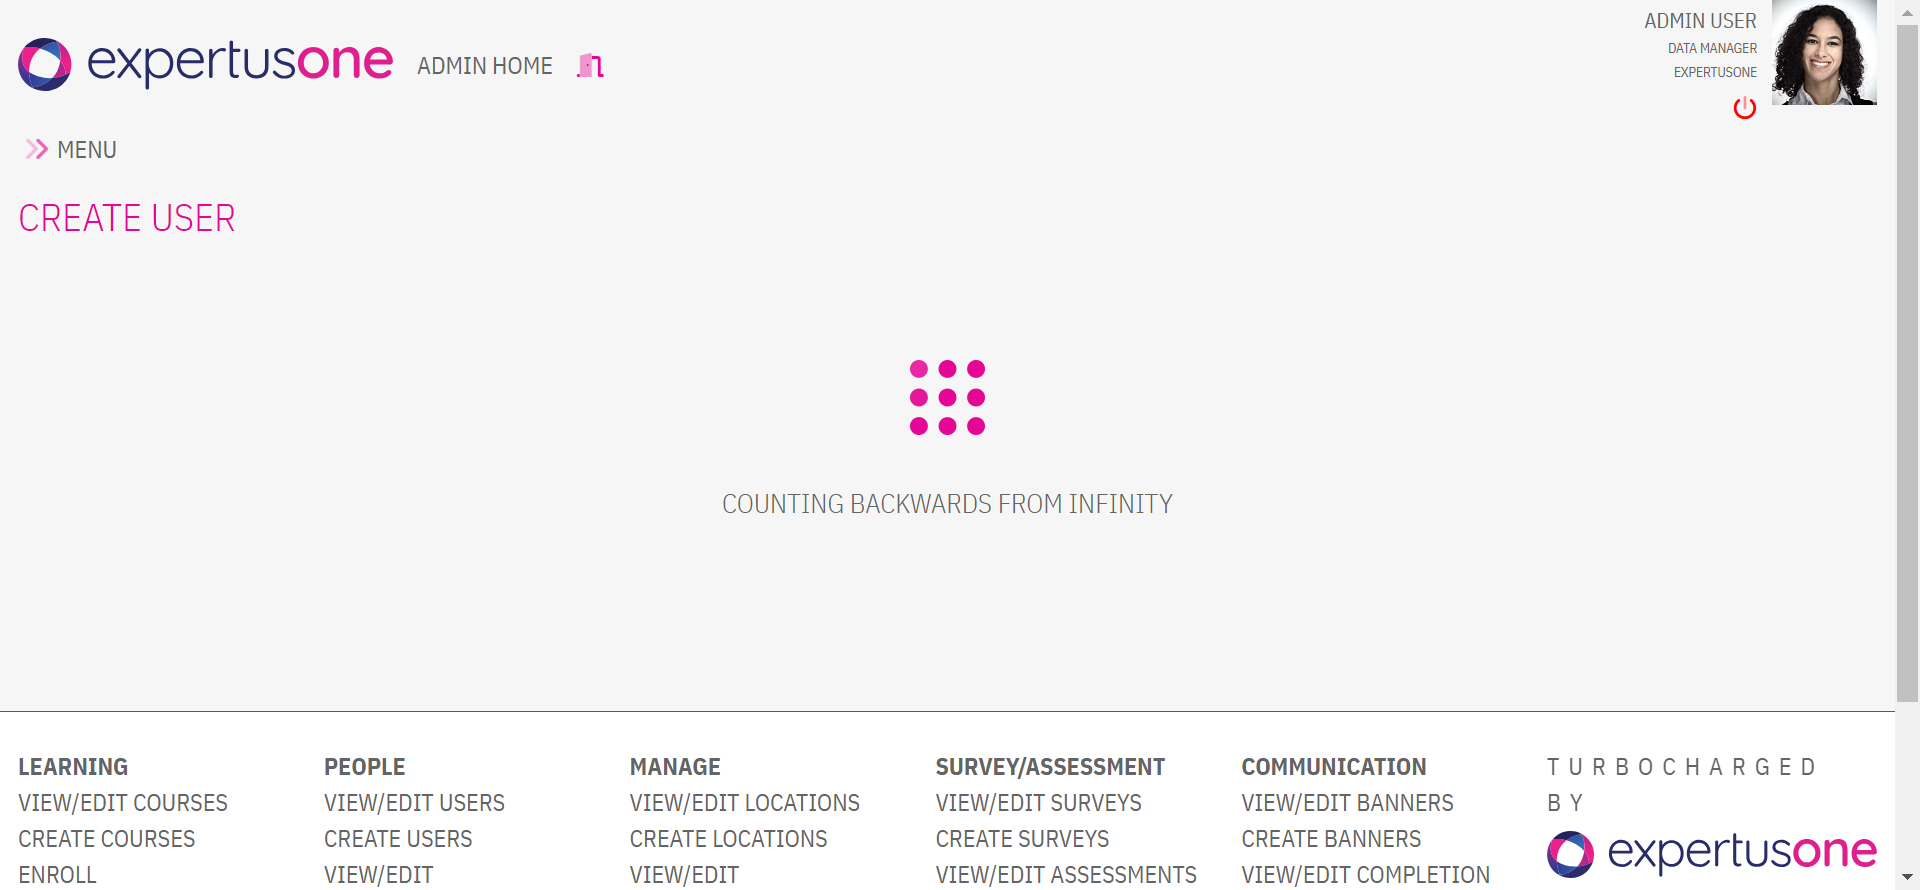 expertusone
ADMIN HOME
ADMIN USER
DATA MANAGER
EXPERTUSONE
MENU
CREATE USER
COUNTING BACKWARDS FROM INFINITY
LEARNING
VIEW/EDIT COURSES
CREATE COURSES
ENROLL
PEOPLE
VIEW/EDIT USERS
CREATE USERS
VIEW/EDIT
MANAGE
VIEW/EDIT LOCATIONS
CREATE LOCATIONS
VIEW/EDIT
SURVEY/ASSESSMENT
VIEW/EDIT SURVEYS
CREATE SURVEYS
VIEW/EDIT ASSESSMENTS
COMMUNICATION
VIEW/EDIT BANNERS
CREATE BANNERS
VIEW/EDIT COMPLETION
TURBOCHARGED
BY
expertusone